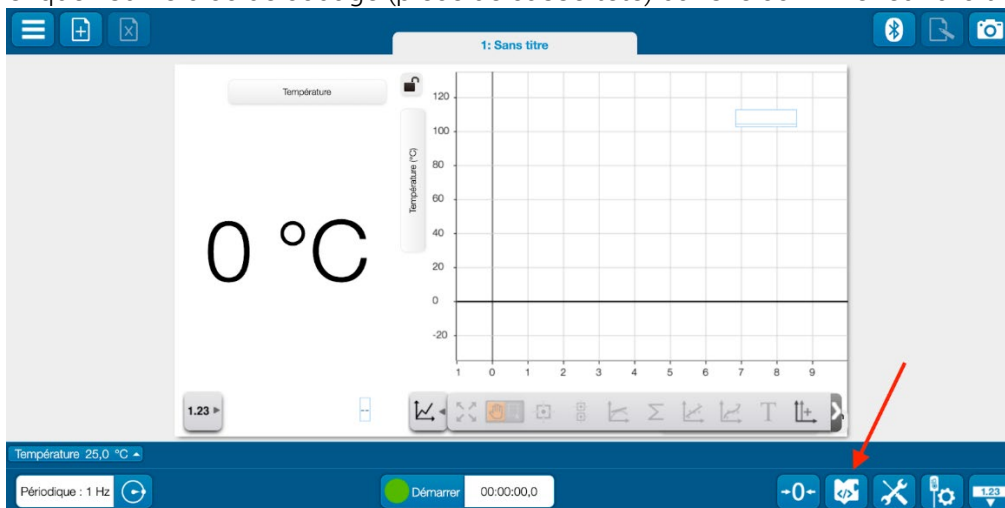 1: Sans titre
Température
Température (°C)
120
100
80
60
40
20
0
-20
0 °C
1 0 1 2 3 4 5 6 7 8 9
1.23
--
Σ
T
Température 25,0 °C
Périodique : 1 Hz
Démarrer
00:00:00,0
-0-
</>
1.23